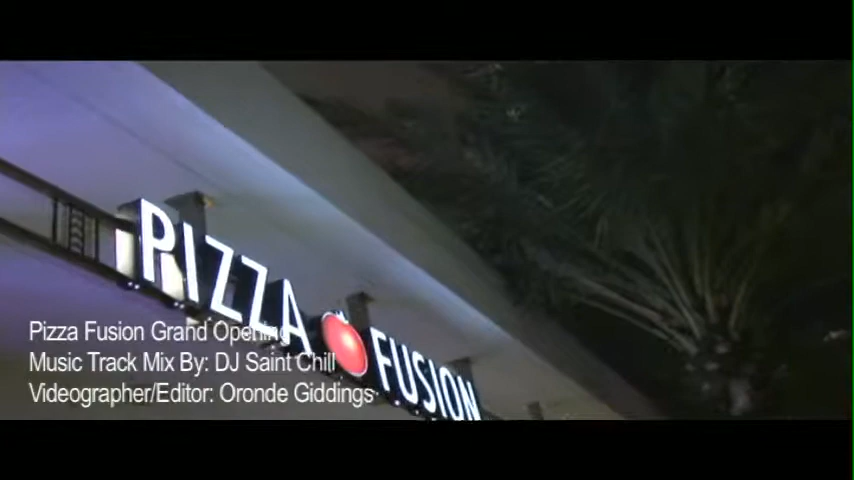 PIZZA FUSION
Pizza Fusion Grand Opening
Music Track Mix By: DJ Saint Chill
Videographer/Editor: Oronde Giddings